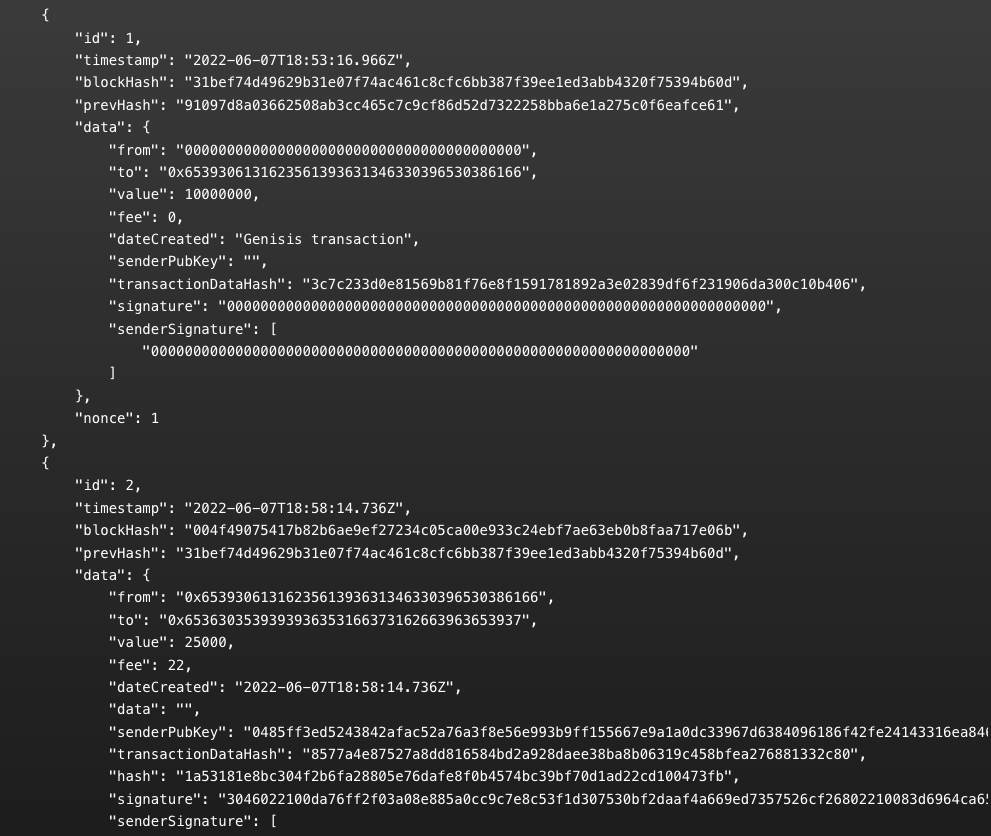 {
"id": 1,
"timestamp": "2022-06-07T18:53:16.966Z",
"blockHash": "31bef74d49629b31e07f74ac461c8cfc6bb387f39ee1ed3abb4320f75394b60d",
"prevHash": "91097d8a03662508ab3cc465c7c9cf86d52d7322258bba6e1a275c0f6eafce61",
"data": {
"from": "0000000000000000000000000000000000000000",
"to": "0x6539306131623561393631346330396530386166",
"value": 10000000,
"fee": 0,
"dateCreated": "Genisis transaction",
"senderPubKey": "",
"transactionDataHash": "3c7c233d0e81569b81f76e8f1591781892a3e02839df6f231906da300c10b406",
"signature": "0000000000000000000000000000000000000000000000000000000000000000",
"senderSignature": [
"0000000000000000000000000000000000000000000000000000000000000000"
]
},
"nonce": 1
},
{
"id": 2,
"timestamp": "2022-06-07T18:58:14.736Z",
"blockHash": "004f49075417b82b6ae9ef27234c05ca00e933c24ebf7ae63eb0b8faa717e06b",
"prevHash": "31bef74d49629b31e07f74ac461c8cfc6bb387f39ee1ed3abb4320f75394b60d",
"data": {
"from": "0x6539306131623561393631346330396530386166",
"to": "0x6536303539393936353166373162663963653937",
"value": 25000,
"fee": 22,
"dateCreated": "2022-06-07T18:58:14.736Z",
"data": "",
"senderPubKey": "0485ff3ed5243842afac52a76a3f8e56e993b9ff155667e9a1a0dc33967d6384096186f42fe24143316ea84
"transactionDataHash": "8577a4e87527a8dd816584bd2a928daee38ba8b06319c458bfea276881332c80",
"hash": "1a53181e8bc304f2b6fa28805e76dafe8f0b4574bc39bf70d1ad22cd100473fb",
"signature": "3046022100da76ff2f03a08e885a0cc9c7e8c53f1d307530bf2daaf4a669ed7357526cf26802210083d6964ca6
"senderSignature": [